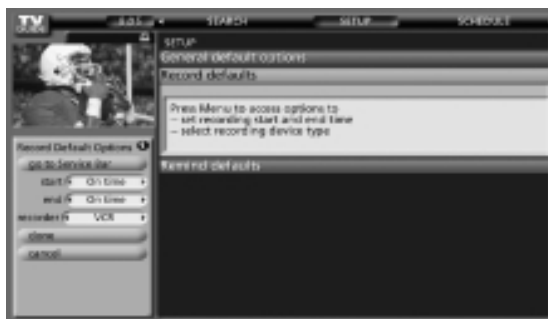 TV GUIDE 8:05 SEARCH SETUP SCHEDULE
SETUP
General default options
Record defaults
Press Menu to access options to
– set recording start and end time
– select recording device type
Remind defaults
Record Default Options
go to Service Bar
start On time
end On time
recorder VCR
done
cancel